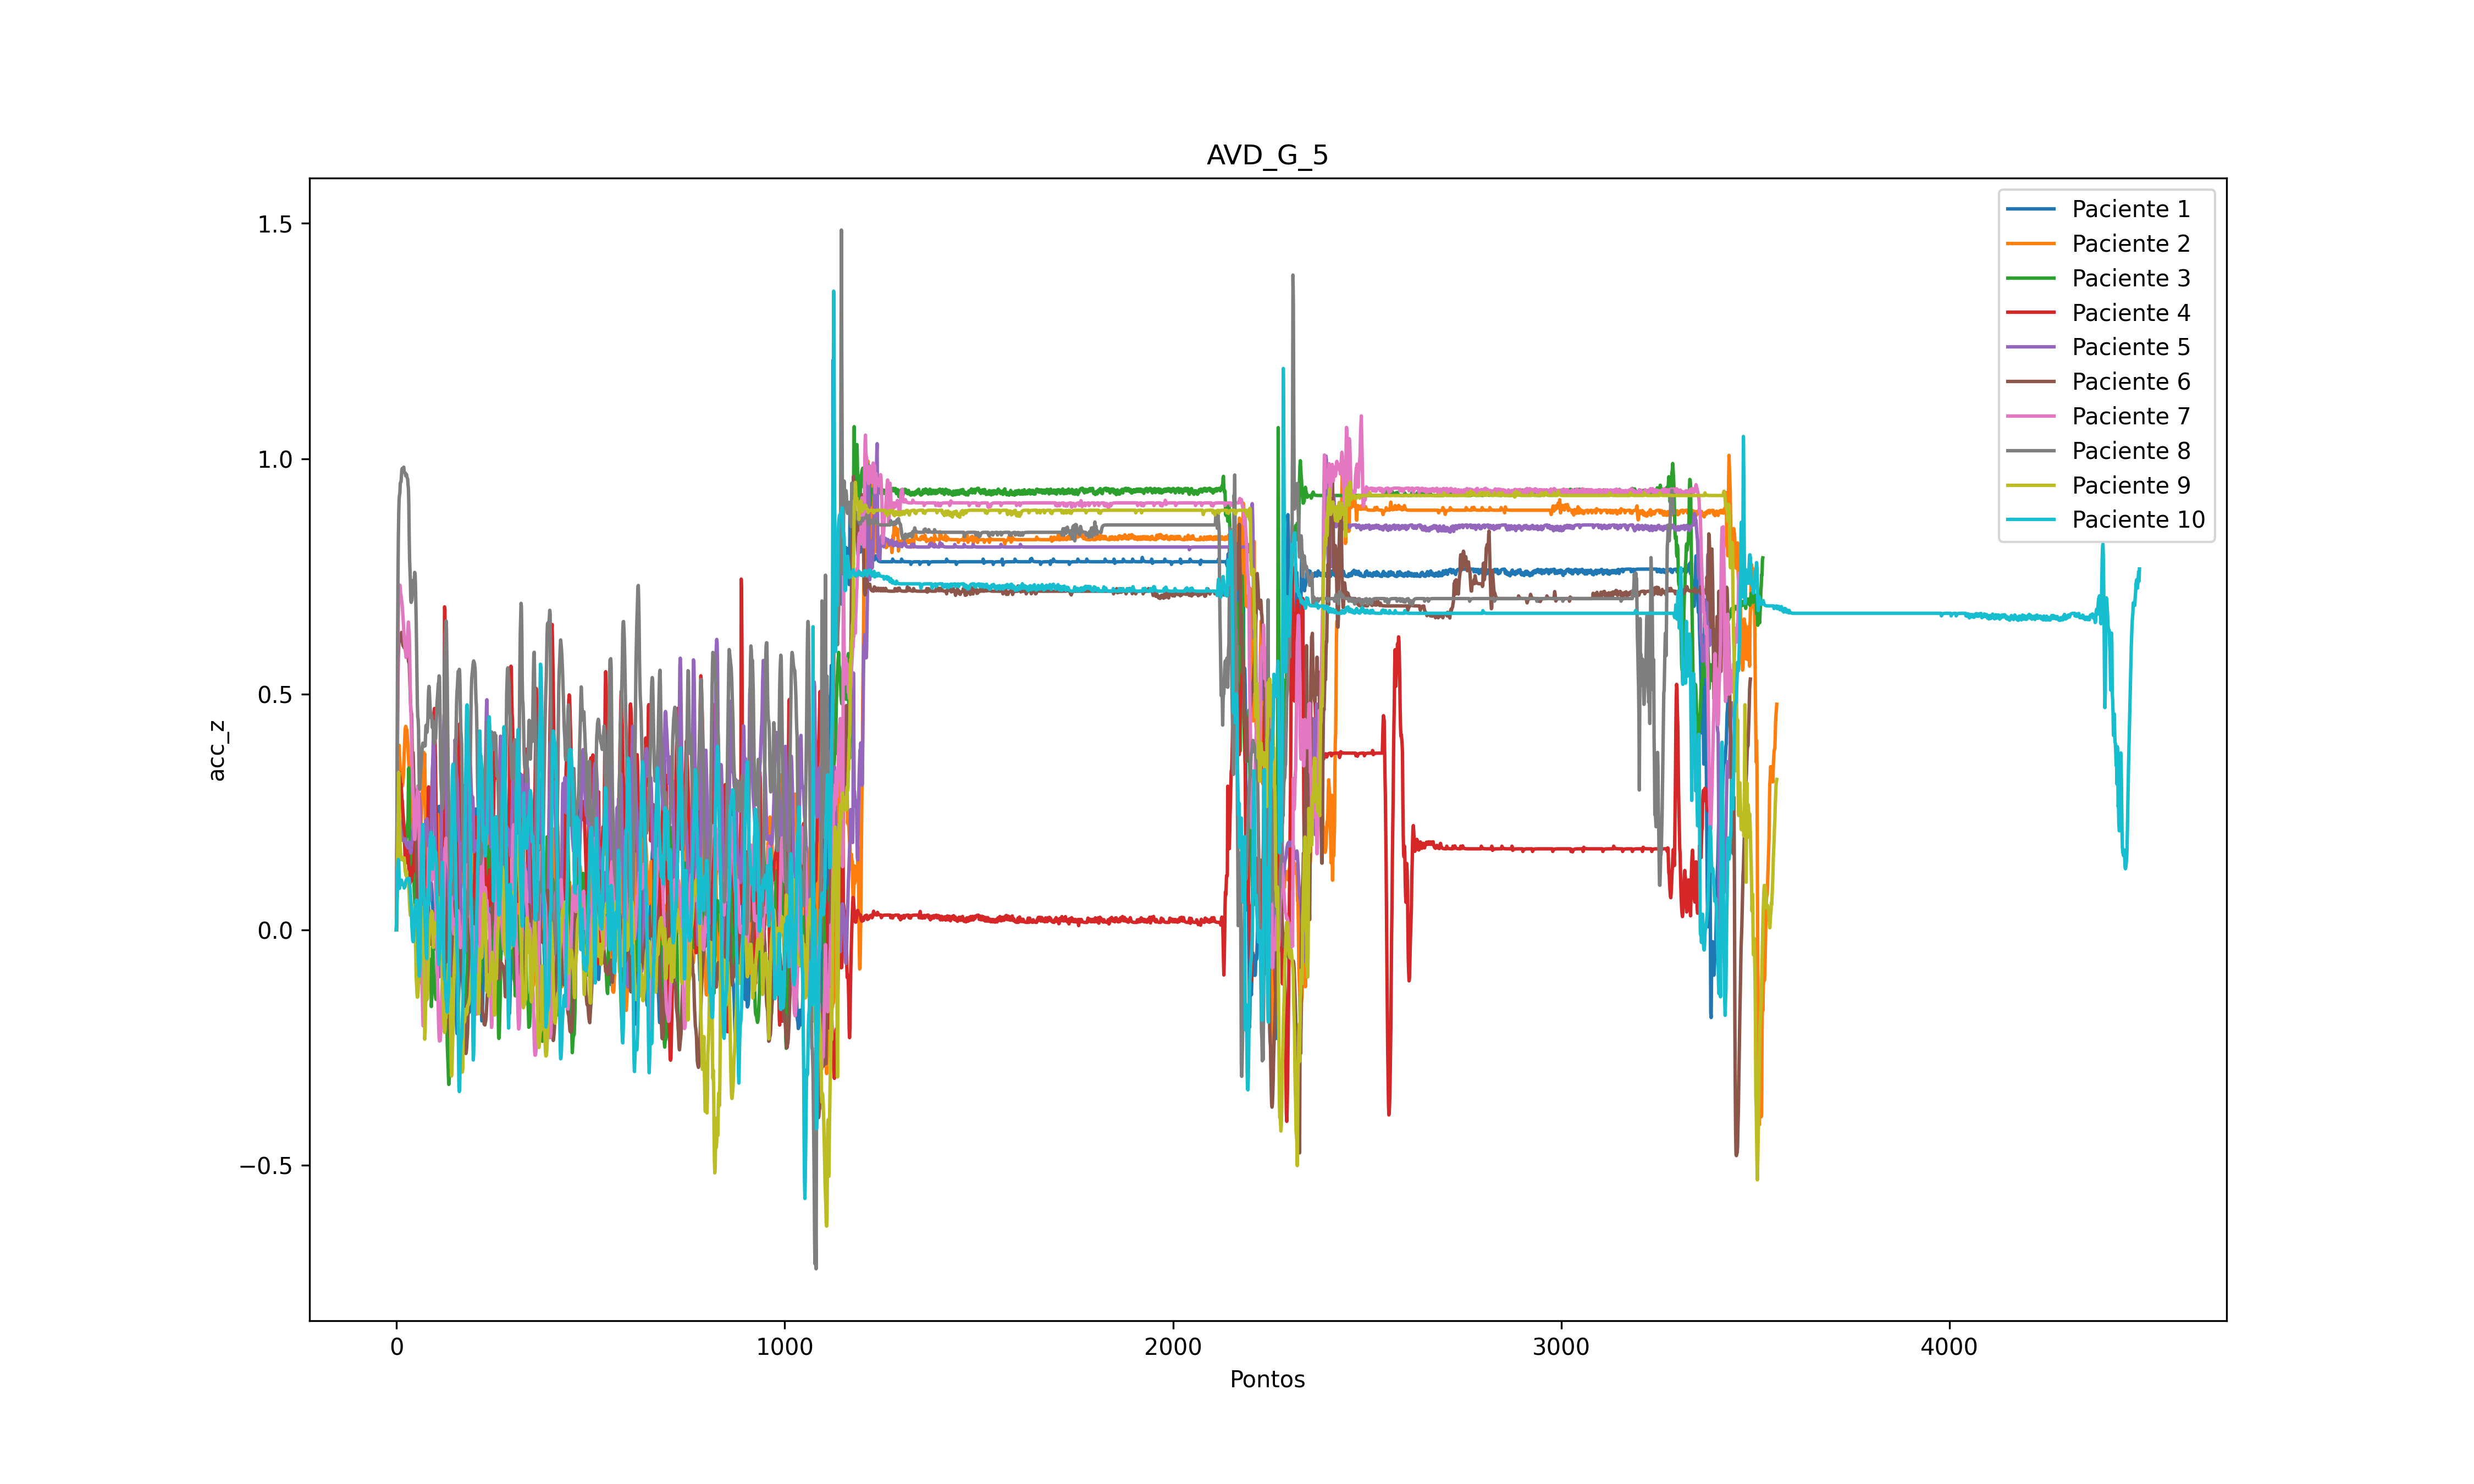 AVD_G_5
1.5
1.0
0.5
0.0
−0.5
acc_z
0
1000
2000
3000
4000
Pontos
Paciente 1
Paciente 2
Paciente 3
Paciente 4
Paciente 5
Paciente 6
Paciente 7
Paciente 8
Paciente 9
Paciente 10